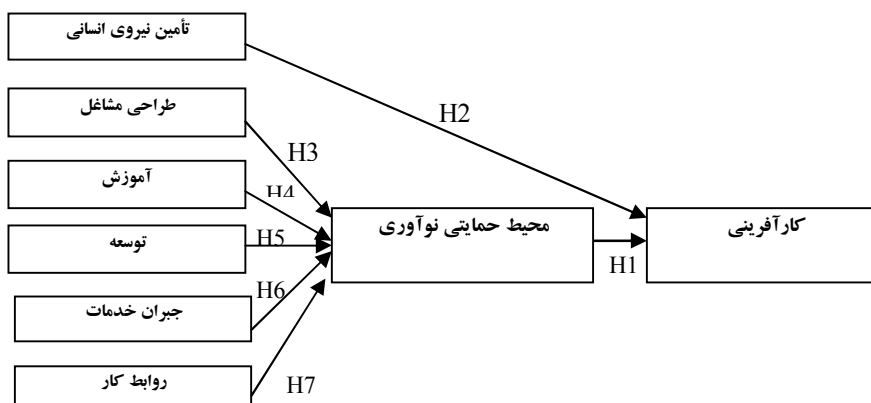 تأمین نیروی انسانی
H2
طراحی مشاغل
H3
آموزش
H4
محیط حمایتی نوآوری
کارآفرینی
توسعه
H5
H1
H6
جبران خدمات
روابط کار
H7